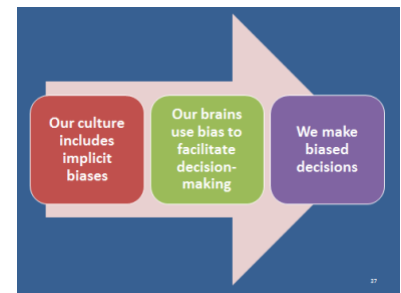 Our culture
includes
implicit
biases
Our brains
use bias to
facilitate
decision-
making
We make
biased
decisions
27